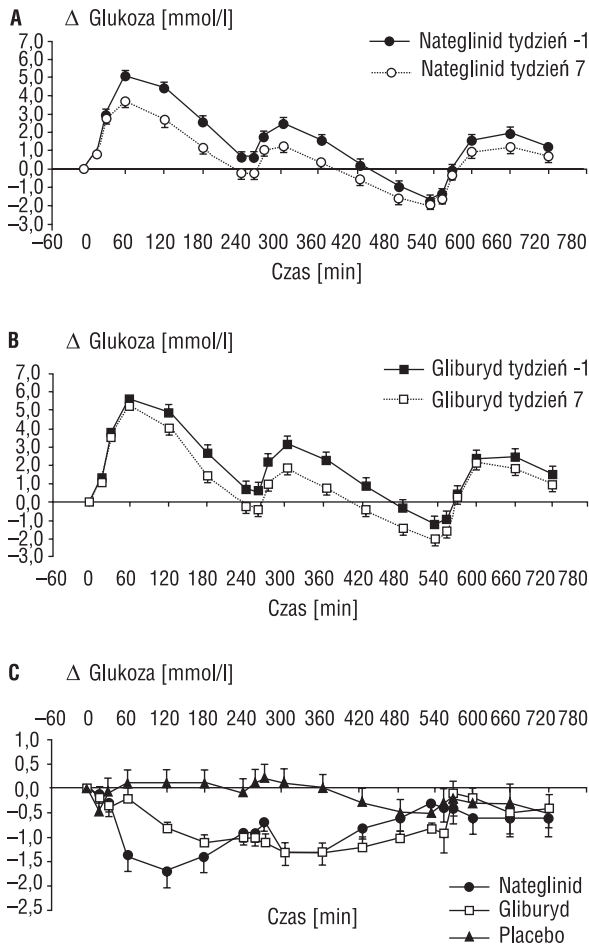 A Δ Glukoza [mmol/l]
7,0
6,0
5,0
4,0
3,0
2,0
1,0
0,0
–1,0
–2,0
–3,0
Nateglinid tydzień -1
Nateglinid tydzień 7
–60 0 60 120 180 240 300 360 420 480 540 600 660 720 780
Czas [min]
B Δ Glukoza [mmol/l]
7,0
6,0
5,0
4,0
3,0
2,0
1,0
0,0
–1,0
–2,0
–3,0
Gliburyd tydzień -1
Gliburyd tydzień 7
–60 0 60 120 180 240 300 360 420 480 540 600 660 720 780
Czas [min]
C Δ Glukoza [mmol/l]
–60 0 60 120 180 240 300 360 420 480 540 600 660 720 780
1,0
0,5
0,0
–0,5
–1,0
–1,5
–2,0
–2,5
Czas [min]
Nateglinid
Gliburyd
Placebo